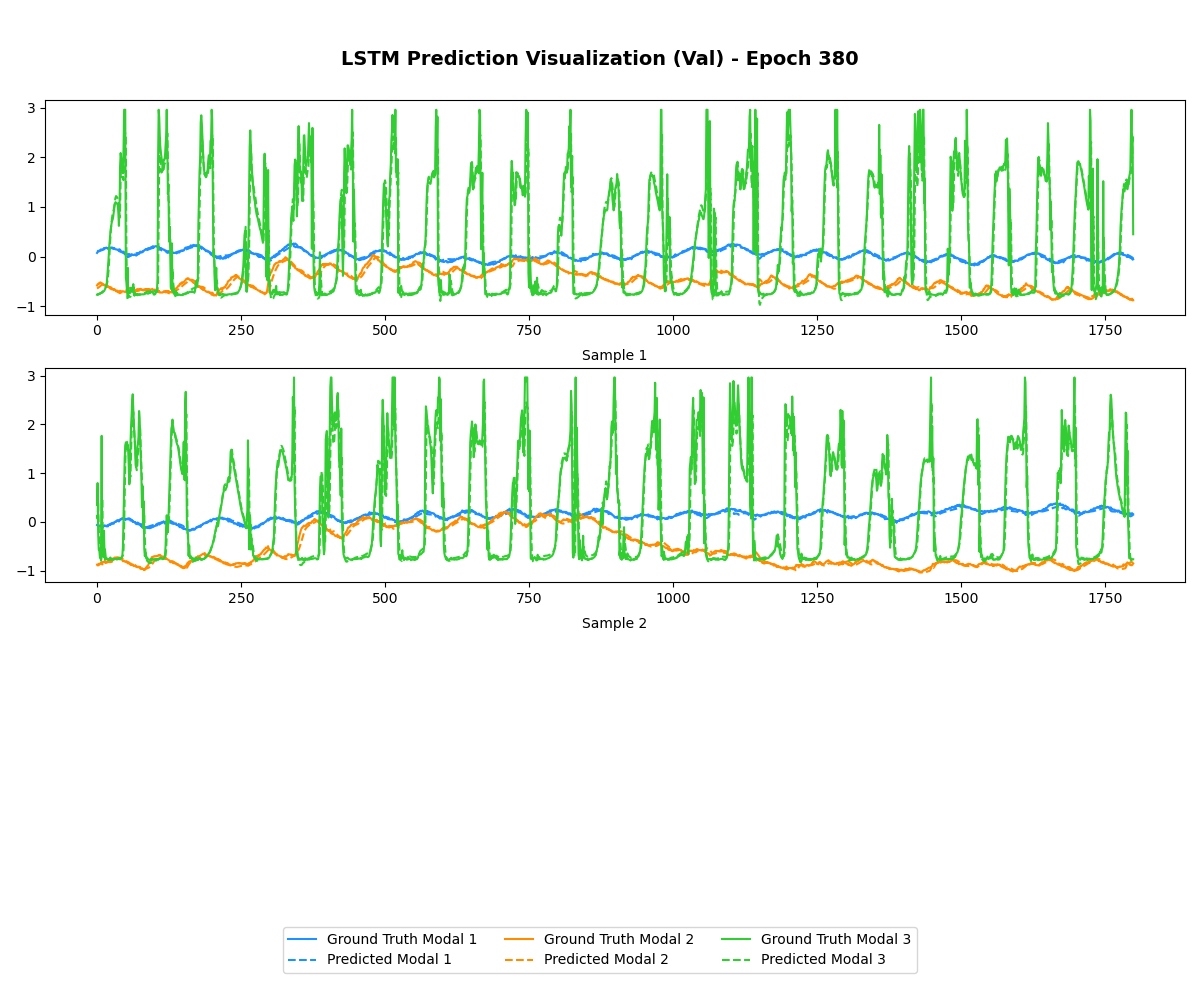 LSTM Prediction Visualization (Val) - Epoch 380
3
2
1
0
−1
0 250 500 750 1000 1250 1500 1750
Sample 1
3
2
1
0
−1
0 250 500 750 1000 1250 1500 1750
Sample 2
Ground Truth Modal 1 Ground Truth Modal 2 Ground Truth Modal 3
Predicted Modal 1 Predicted Modal 2 Predicted Modal 3